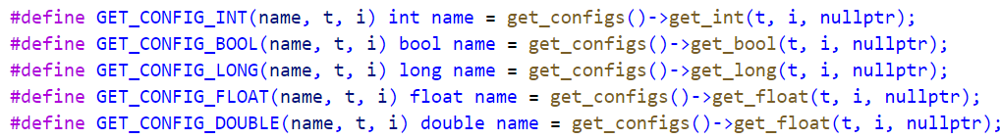 #define GET_CONFIG_INT(name, t, i) int name = get_configs()->get_int(t, i, nullptr);
#define GET_CONFIG_BOOL(name, t, i) bool name = get_configs()->get_bool(t, i, nullptr);
#define GET_CONFIG_LONG(name, t, i) long name = get_configs()->get_long(t, i, nullptr);
#define GET_CONFIG_FLOAT(name, t, i) float name = get_configs()->get_float(t, i, nullptr);
#define GET_CONFIG_DOUBLE(name, t, i) double name = get_configs()->get_float(t, i, nullptr);